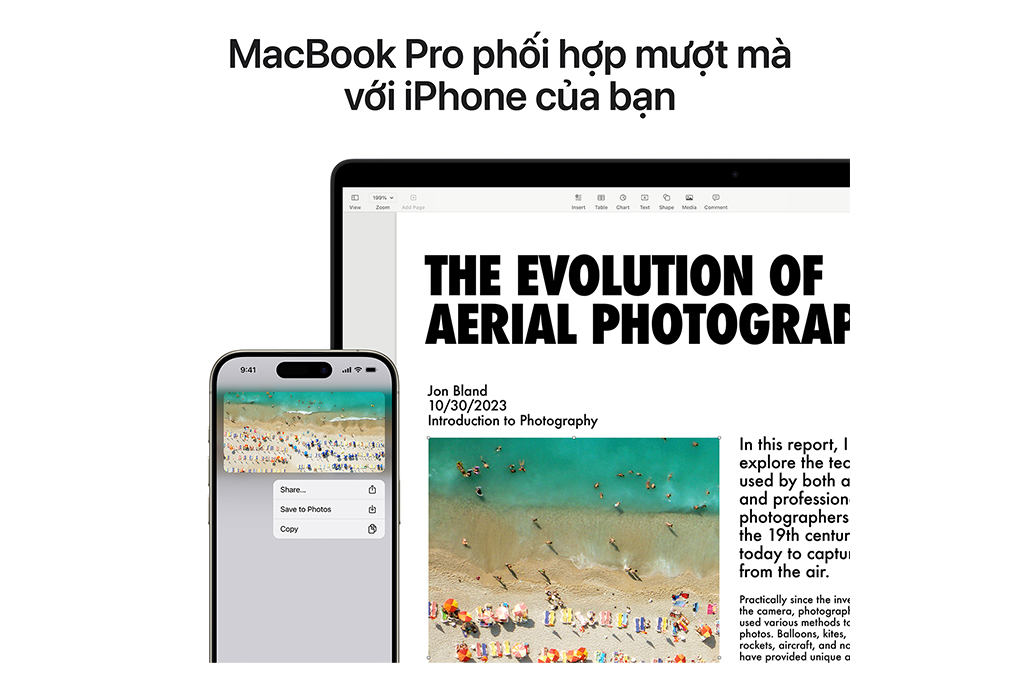 MacBook Pro phối hợp mượt mà
với iPhone của bạn
View
199%
Zoom
Add Page
Insert
Table
Chart
Text
Shape
Media
Comment
THE EVOLUTION OF
AERIAL PHOTOGRAP
Jon Bland
10/30/2023
Introduction to Photography
In this report, I
explore the tec
used by both a
and profession
photographers
the 19th centur
today to captu
from the air.
Practically since the inve
the camera, photograph
used various methods to
photos. Balloons, kites,
rockets, aircraft, and no
have provided unique a
9:41
Share...
Save to Photos
Copy